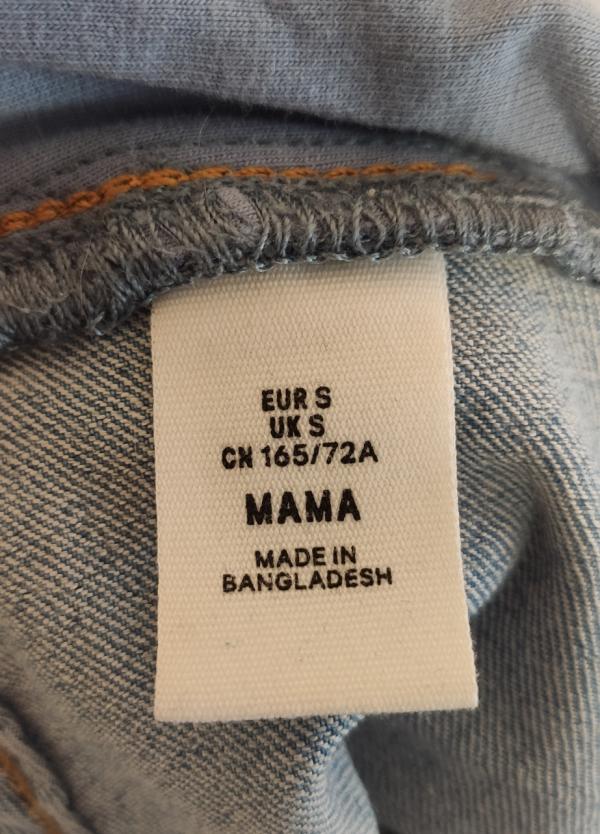 EUR S
UK S
CN 165/72A
MAMA
MADE IN
BANGLADESH